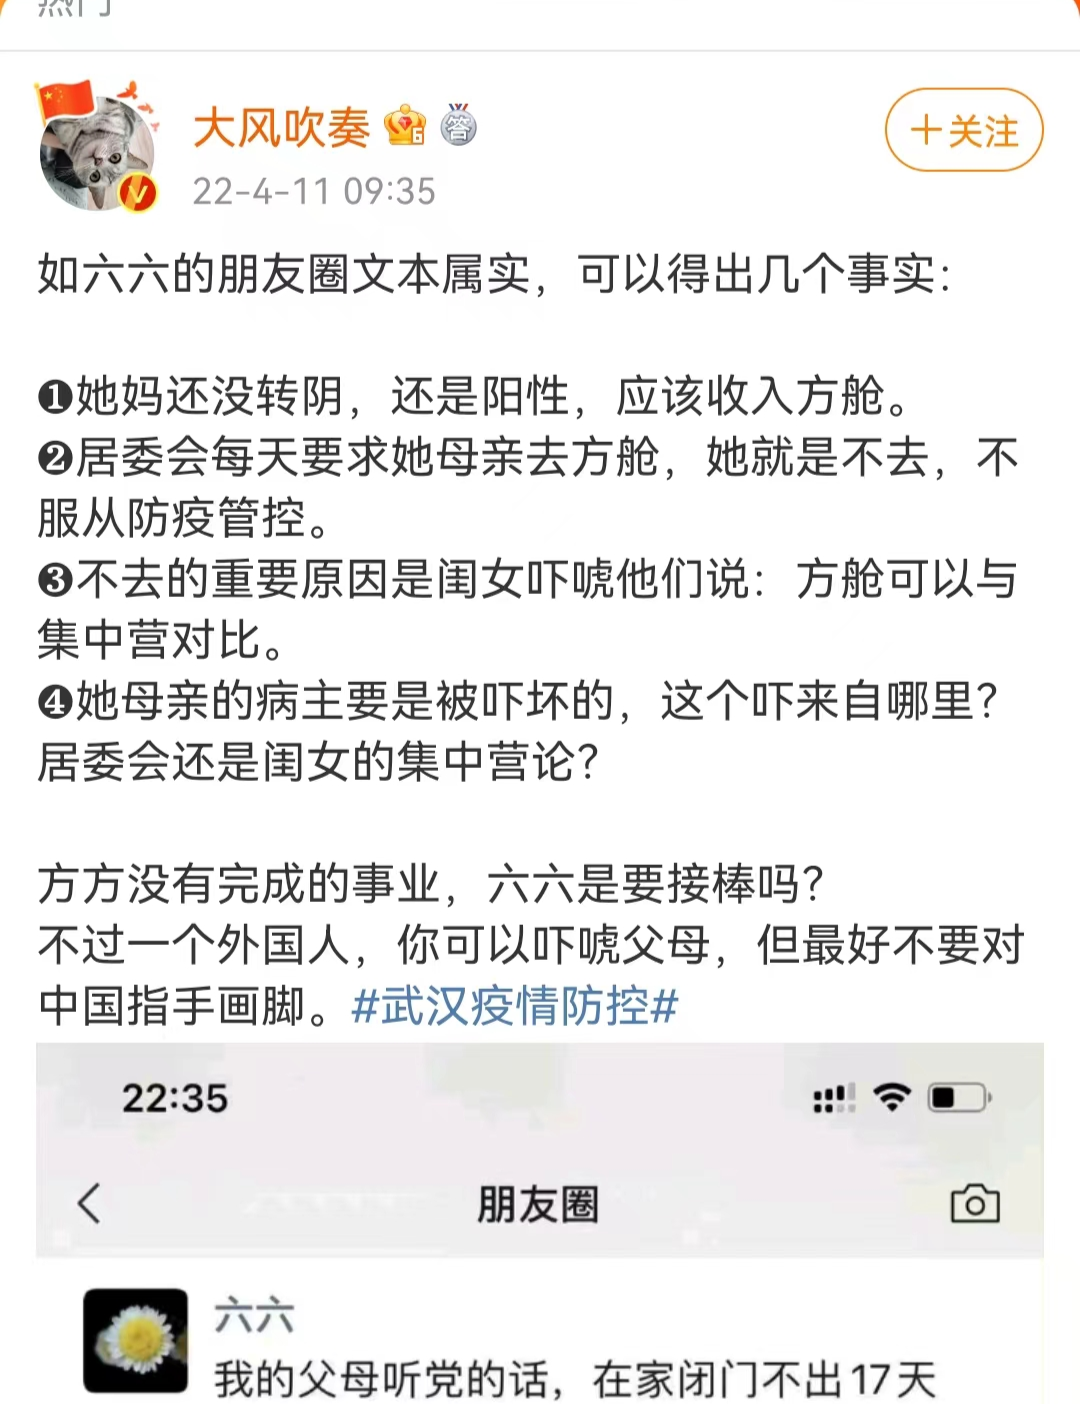 热门
大风吹奏 6 答
＋关注
22-4-11 09:35
如六六的朋友圈文本属实，可以得出几个事实：
❶她妈还没转阴，还是阳性，应该收入方舱。
❷居委会每天要求她母亲去方舱，她就是不去，不
服从防疫管控。
❸不去的重要原因是闺女吓唬他们说：方舱可以与
集中营对比。
❹她母亲的病主要是被吓坏的，这个吓来自哪里？
居委会还是闺女的集中营论？
方方没有完成的事业，六六是要接棒吗？
不过一个外国人，你可以吓唬父母，但最好不要对
中国指手画脚。#武汉疫情防控#
22:35
朋友圈
六六
我的父母听党的话，在家闭门不出17天